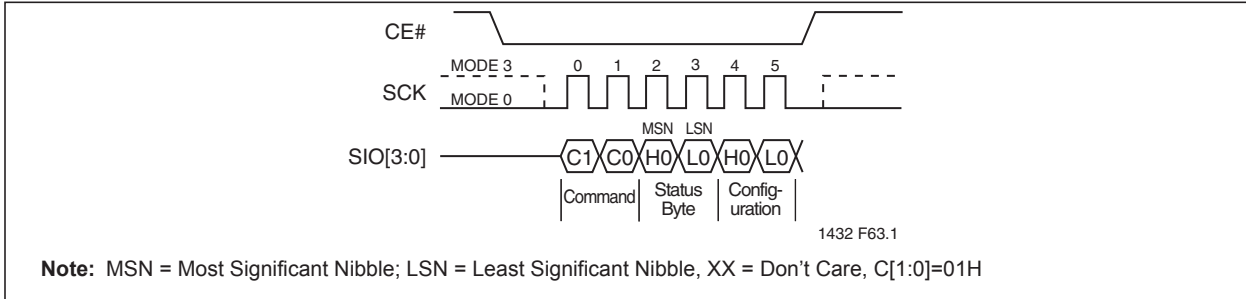 CE#
MODE 3 0 1 2 3 4 5
SCK
MODE 0
MSN LSN
SIO[3:0] C1 C0 H0 L0 H0 L0
Command Status Byte Config-uration
1432 F63.1
Note: MSN = Most Significant Nibble; LSN = Least Significant Nibble, XX = Don't Care, C[1:0]=01H